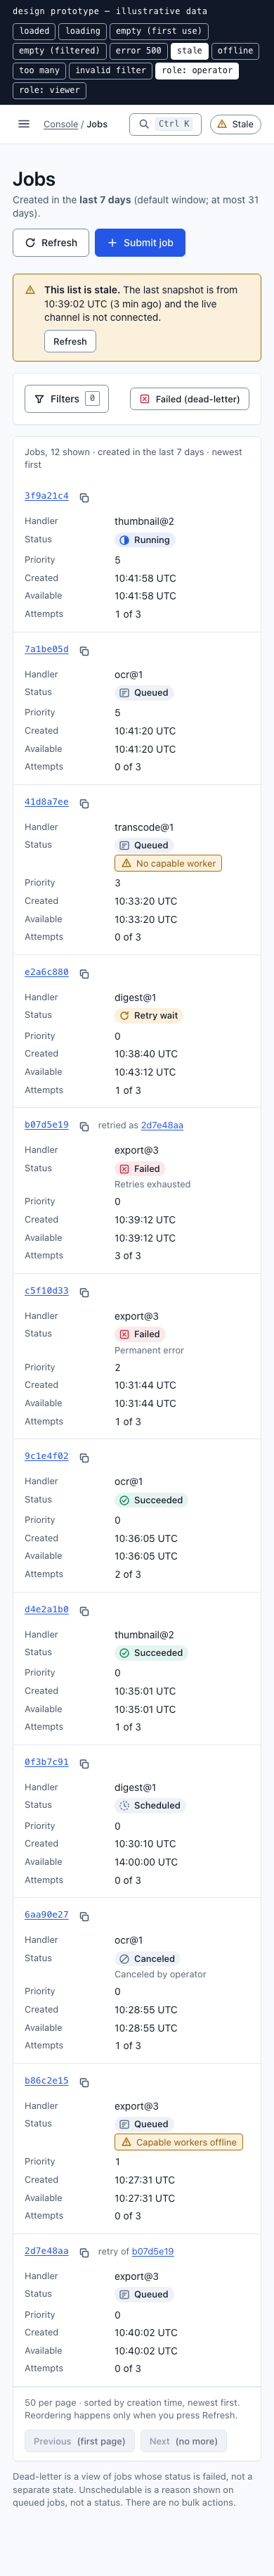 design prototype — illustrative data
loaded loading empty (first use)
empty (filtered) error 500 stale offline
too many invalid filter role: operator
role: viewer
Console / Jobs Ctrl K Stale
Jobs
Created in the last 7 days (default window; at most 31
days).
Refresh Submit job
This list is stale. The last snapshot is from
10:39:02 UTC (3 min ago) and the live
channel is not connected.
Refresh
Filters 0 Failed (dead-letter)
Jobs, 12 shown · created in the last 7 days · newest
first
3f9a21c4
Handler thumbnail@2
Status Running
Priority 5
Created 10:41:58 UTC
Available 10:41:58 UTC
Attempts 1 of 3
7a1be05d
Handler ocr@1
Status Queued
Priority 5
Created 10:41:20 UTC
Available 10:41:20 UTC
Attempts 0 of 3
41d8a7ee
Handler transcode@1
Status Queued
No capable worker
Priority 3
Created 10:33:20 UTC
Available 10:33:20 UTC
Attempts 0 of 3
e2a6c880
Handler digest@1
Status Retry wait
Priority 0
Created 10:38:40 UTC
Available 10:43:12 UTC
Attempts 1 of 3
b07d5e19 retried as 2d7e48aa
Handler export@3
Status Failed
Retries exhausted
Priority 0
Created 10:39:12 UTC
Available 10:39:12 UTC
Attempts 3 of 3
c5f10d33
Handler export@3
Status Failed
Permanent error
Priority 2
Created 10:31:44 UTC
Available 10:31:44 UTC
Attempts 1 of 3
9c1e4f02
Handler ocr@1
Status Succeeded
Priority 0
Created 10:36:05 UTC
Available 10:36:05 UTC
Attempts 2 of 3
d4e2a1b0
Handler thumbnail@2
Status Succeeded
Priority 0
Created 10:35:01 UTC
Available 10:35:01 UTC
Attempts 1 of 3
0f3b7c91
Handler digest@1
Status Scheduled
Priority 0
Created 10:30:10 UTC
Available 14:00:00 UTC
Attempts 0 of 3
6aa90e27
Handler ocr@1
Status Canceled
Canceled by operator
Priority 0
Created 10:28:55 UTC
Available 10:28:55 UTC
Attempts 1 of 3
b86c2e15
Handler export@3
Status Queued
Capable workers offline
Priority 1
Created 10:27:31 UTC
Available 10:27:31 UTC
Attempts 0 of 3
2d7e48aa retry of b07d5e19
Handler export@3
Status Queued
Priority 0
Created 10:40:02 UTC
Available 10:40:02 UTC
Attempts 0 of 3
50 per page · sorted by creation time, newest first.
Reordering happens only when you press Refresh.
Previous (first page) Next (no more)
Dead-letter is a view of jobs whose status is failed, not a
separate state. Unschedulable is a reason shown on
queued jobs, not a status. There are no bulk actions.